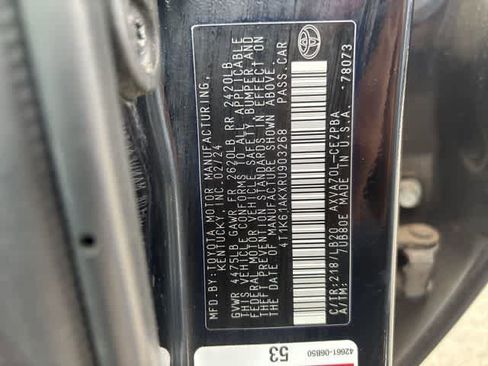 MFD. BY: TOYOTA MOTOR MANUFACTURING,
KENTUCKY, INC. 02/24
GVWR 4475LB GAWR FR 2620LB RR 2420LB
THIS VEHICLE CONFORMS TO ALL APPLICABLE
FEDERAL MOTOR VEHICLE SAFETY, BUMPER, AND
THEFT PREVENTION STANDARDS IN EFFECT ON
THE DATE OF MANUFACTURE SHOWN ABOVE.
4T1K61AKXRU903268 PASS.CAR
C/TR:218/LB20 AXVA70L-CEZPBA
A/TM: 7UB80E MADE IN U.S.A. 78073
42661-06B50
53